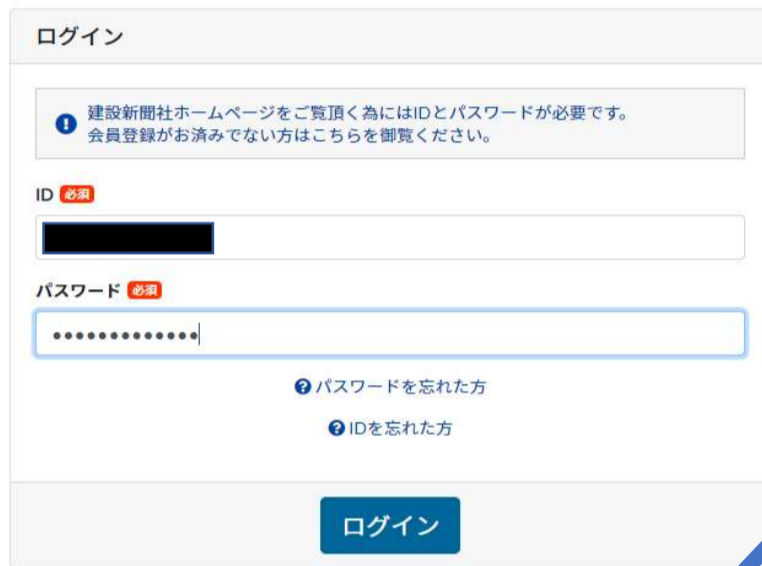 ログイン
建設新聞社ホームページをご覧頂く為にはIDとパスワードが必要です。
会員登録がお済みでない方はこちらを御覧ください。
ID 必須
パスワード 必須
•••••••••••••
パスワードを忘れた方
IDを忘れた方
ログイン